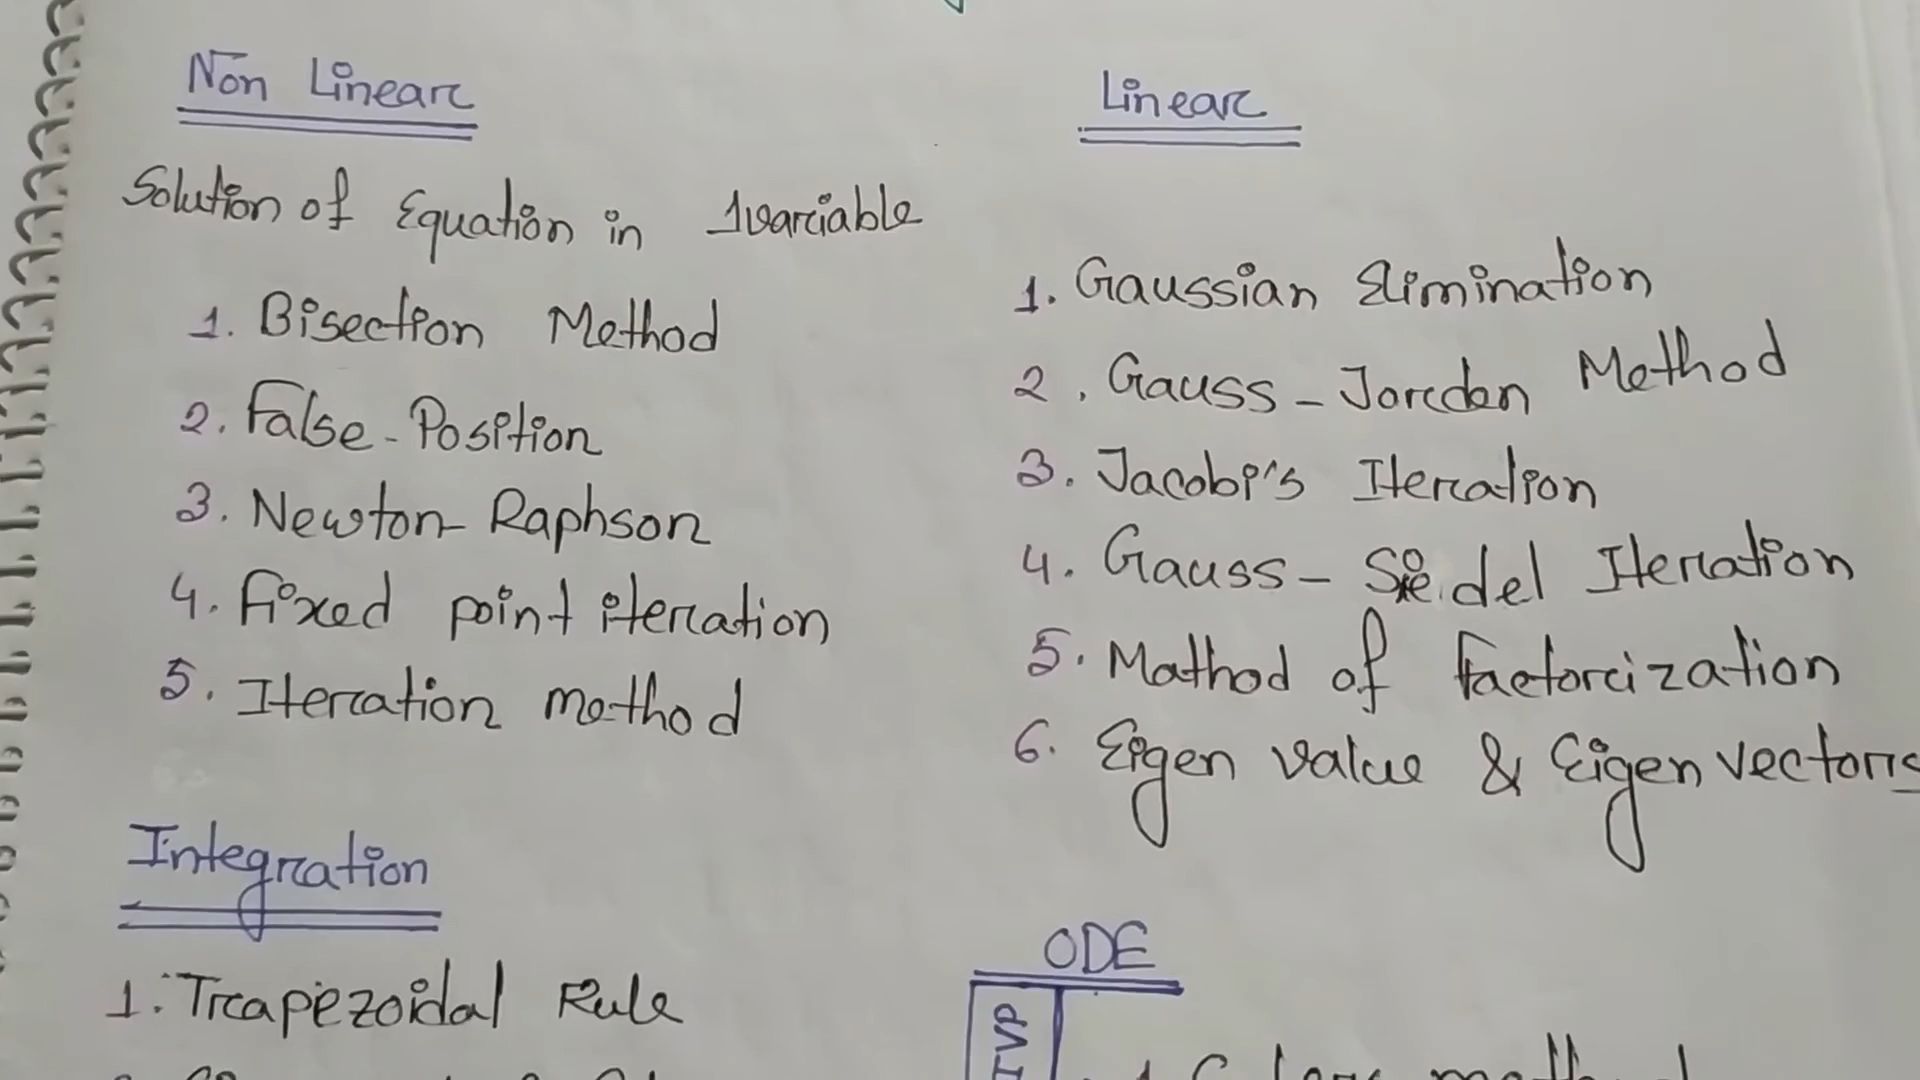 Non Linear
Solution of Equation in 1variable
1. Bisection Method
2. False-Position
3. Newton-Raphson
4. Fixed point iteration
5. Iteration method
Integration
1. Trapezoidal Rule
Linear
1. Gaussian Elimination
2. Gauss-Jordan Method
3. Jacobi's Iteration
4. Gauss-Seidel Iteration
5. Mathod of Factorization
6. Eigen value & Eigen vectors
ODE
IVP